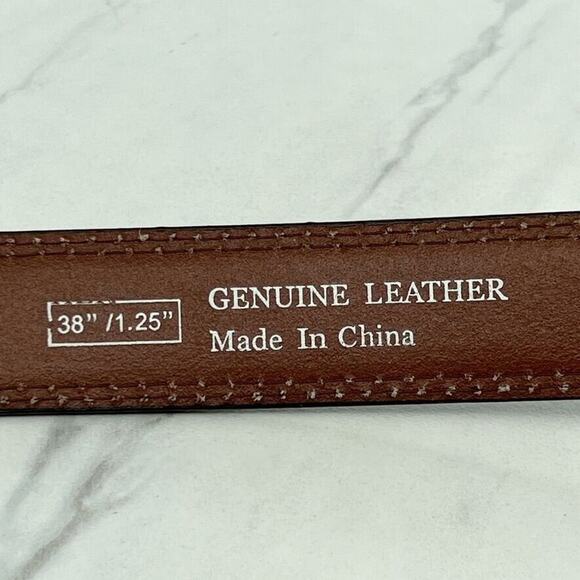 38” /1.25”
GENUINE LEATHER
Made In China